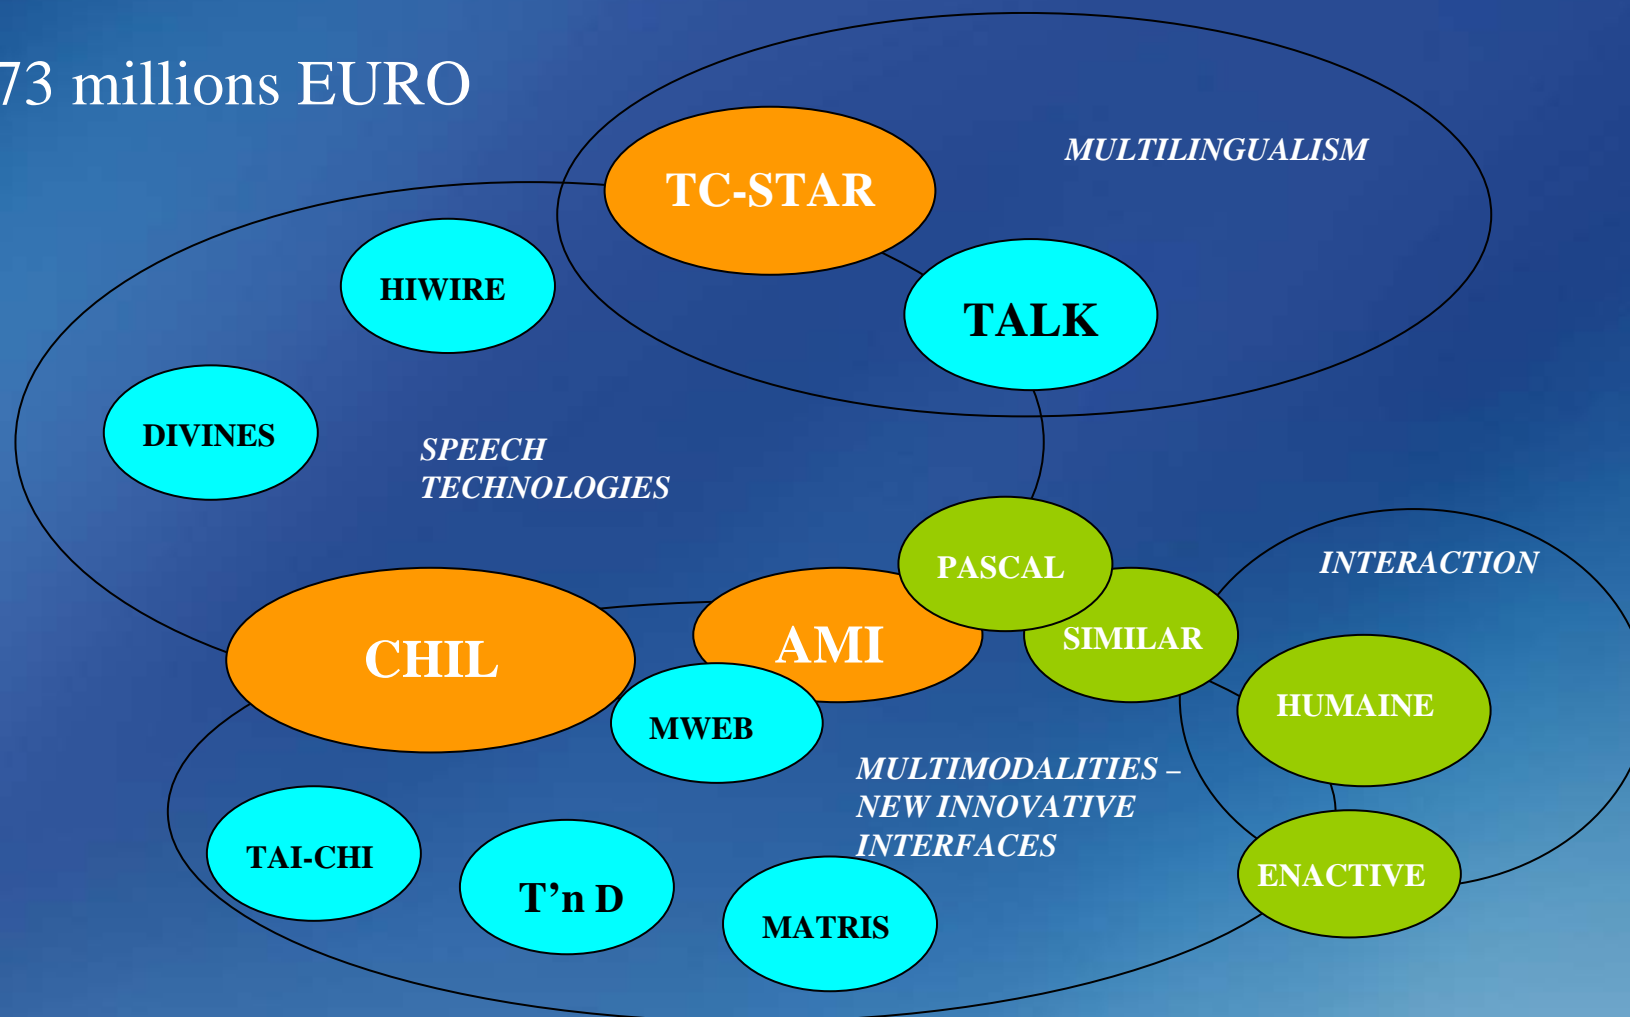 73 millions EURO
MULTILINGUALISM
TC-STAR
HIWIRE
TALK
DIVINES
SPEECH
TECHNOLOGIES
PASCAL
INTERACTION
CHIL
AMI
SIMILAR
MWEB
HUMAINE
MULTIMODALITIES –
NEW INNOVATIVE
INTERFACES
TAI-CHI
T’n D
MATRIS
ENACTIVE